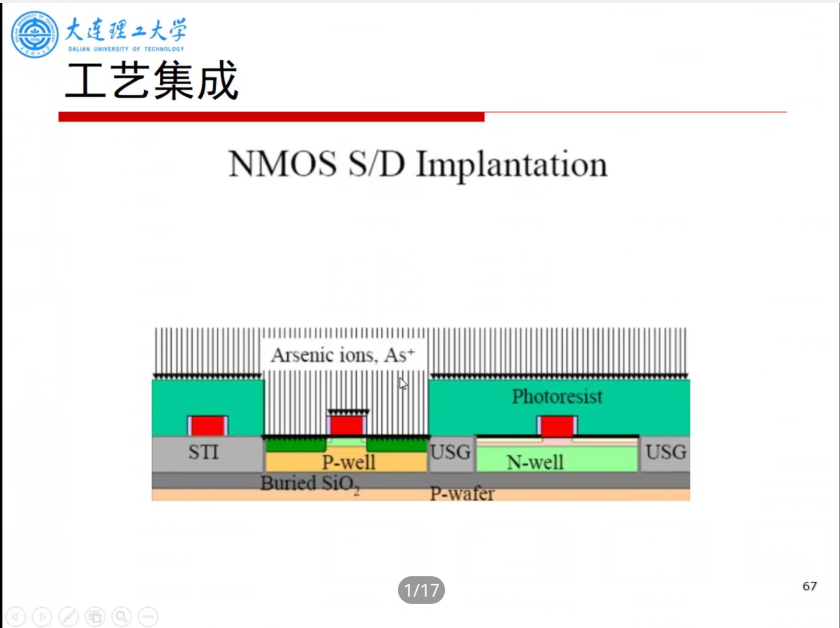 大连理工大学
DALIAN UNIVERSITY OF TECHNOLOGY
工艺集成
NMOS S/D Implantation
Arsenic ions, As⁺
Photoresist
STI
P-well
USG
N-well
USG
Buried SiO₂
P-wafer
1/17
67